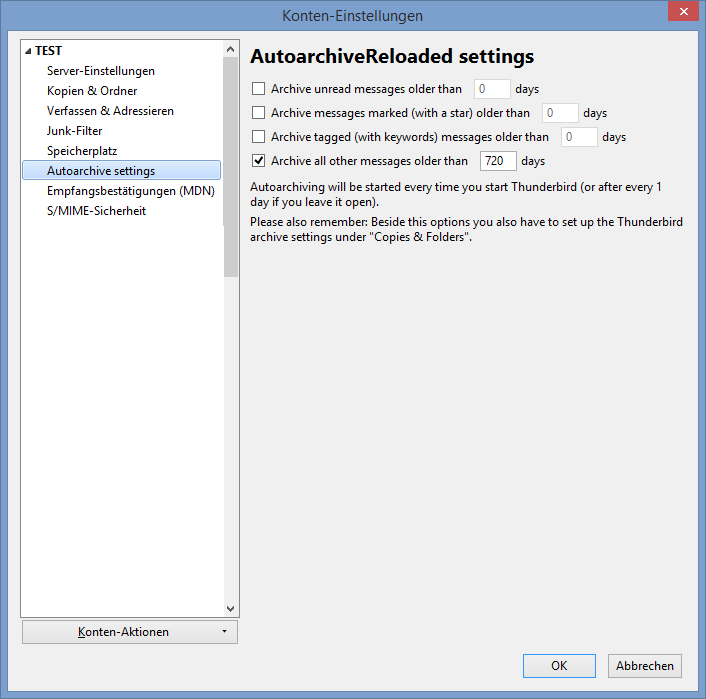 Konten-Einstellungen
TEST
Server-Einstellungen
Kopien & Ordner
Verfassen & Adressieren
Junk-Filter
Speicherplatz
Autoarchive settings
Empfangsbestätigungen (MDN)
S/MIME-Sicherheit
Konten-Aktionen
AutoarchiveReloaded settings
Archive unread messages older than 0 days
Archive messages marked (with a star) older than 0 days
Archive tagged (with keywords) messages older than 0 days
Archive all other messages older than 720 days
Autoarchiving will be started every time you start Thunderbird (or after every 1
day if you leave it open).
Please also remember: Beside this options you also have to set up the Thunderbird
archive settings under "Copies & Folders".
OK
Abbrechen